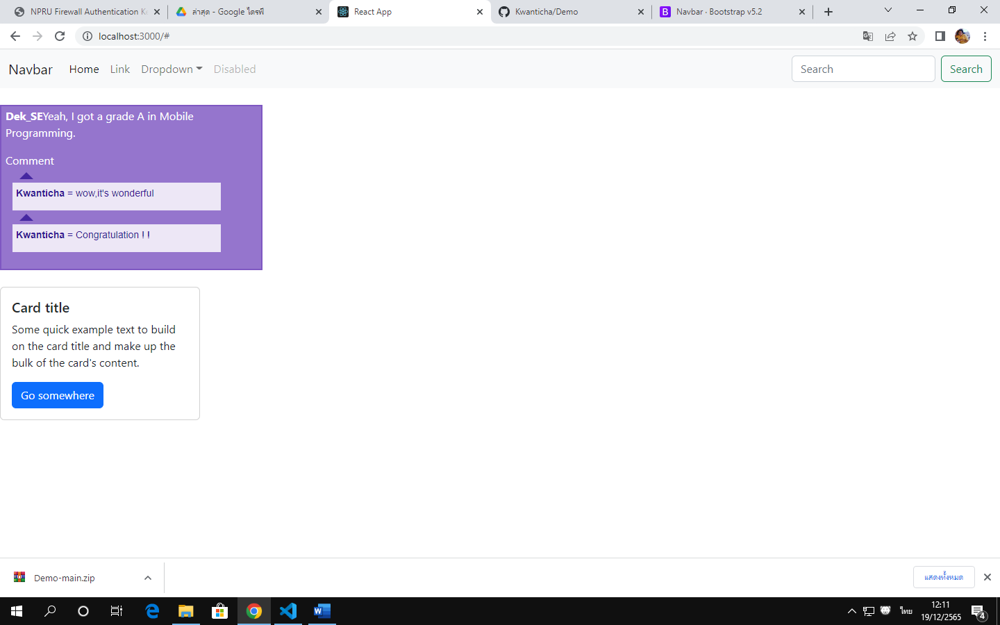 NPRU Firewall Authentication
ล่าสุด - Google ไดรฟ์
React App
Kwanticha/Demo
Navbar · Bootstrap v5.2
localhost:3000/#
Navbar
Home
Link
Dropdown
Disabled
Search
Search
Dek_SEYeah, I got a grade A in Mobile
Programming.
Comment
Kwanticha = wow,it's wonderful
Kwanticha = Congratulation ! !
Card title
Some quick example text to build
on the card title and make up the
bulk of the card's content.
Go somewhere
Demo-main.zip
แสดงทั้งหมด
ไทย
12:11
19/12/2565
4